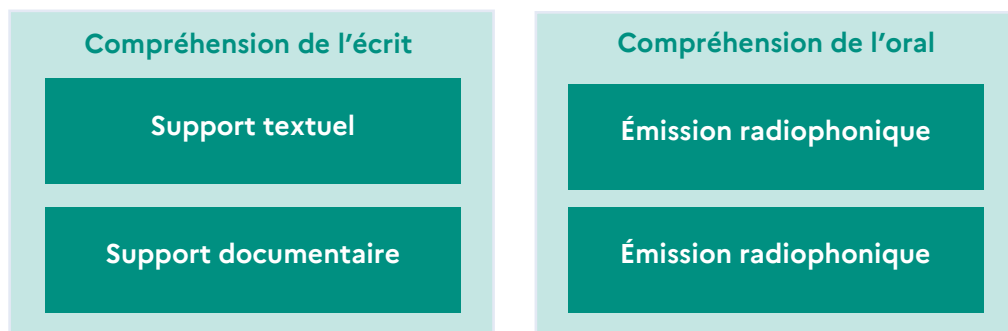 Compréhension de l’écrit
Support textuel
Support documentaire
Compréhension de l’oral
Émission radiophonique
Émission radiophonique